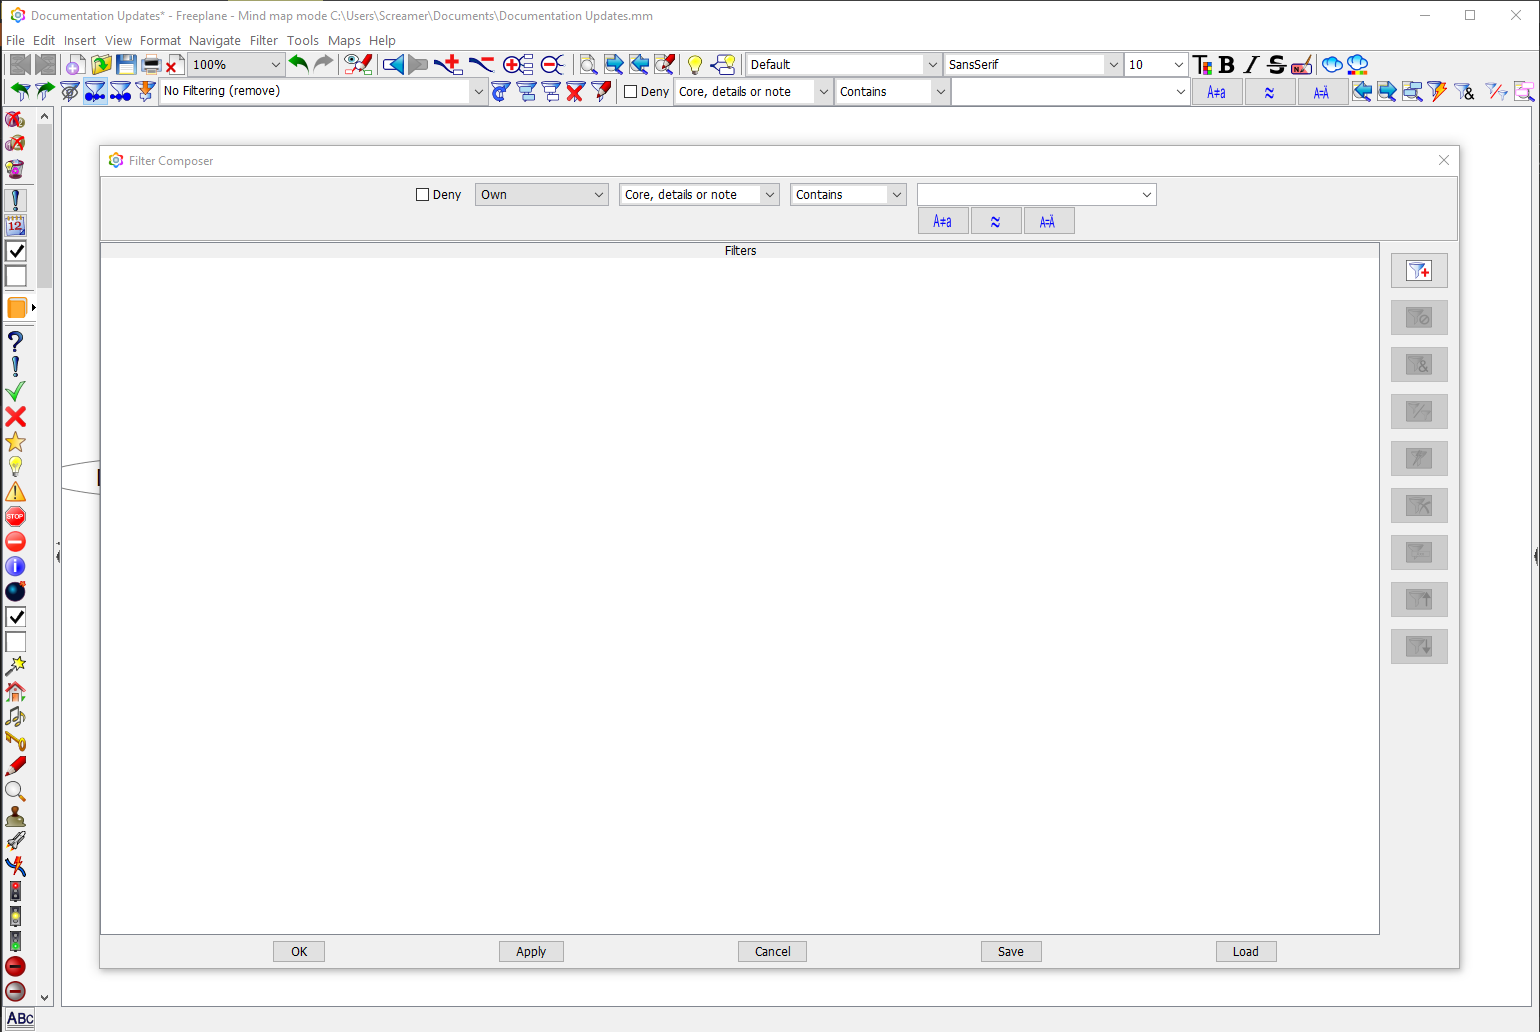 Documentation Updates* - Freeplane - Mind map mode C:\Users\Screamer\Documents\Documentation Updates.mm
File Edit Insert View Format Navigate Filter Tools Maps Help
100% Default SansSerif 10 T B I S
No Filtering (remove) Deny Core, details or note Contains A≠a ≈ A=Ä &
Filter Composer
12
Deny Own Core, details or note Contains
A≠a ≈ A=Ä
Filters
?
!
&
STOP
i
OK Apply Cancel Save Load
ABC